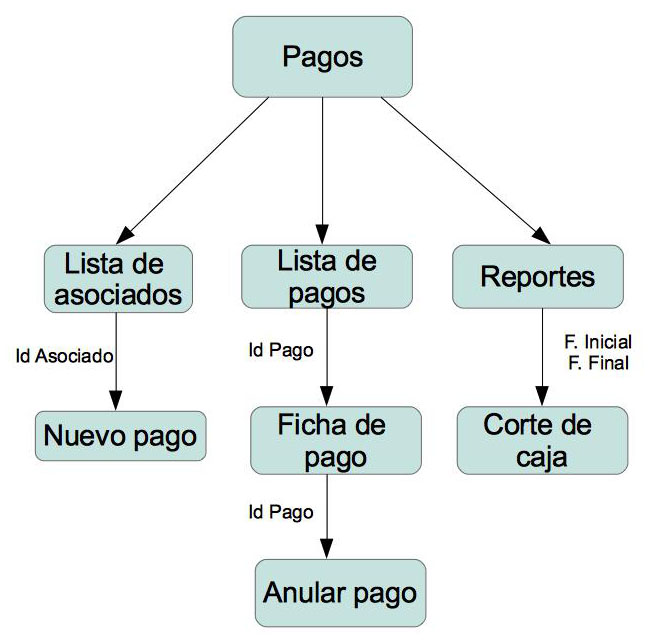 Pagos
Lista de
asociados
Lista de
pagos
Reportes
Id Asociado
Id Pago
F. Inicial
F. Final
Nuevo pago
Ficha de
pago
Corte de
caja
Id Pago
Anular pago